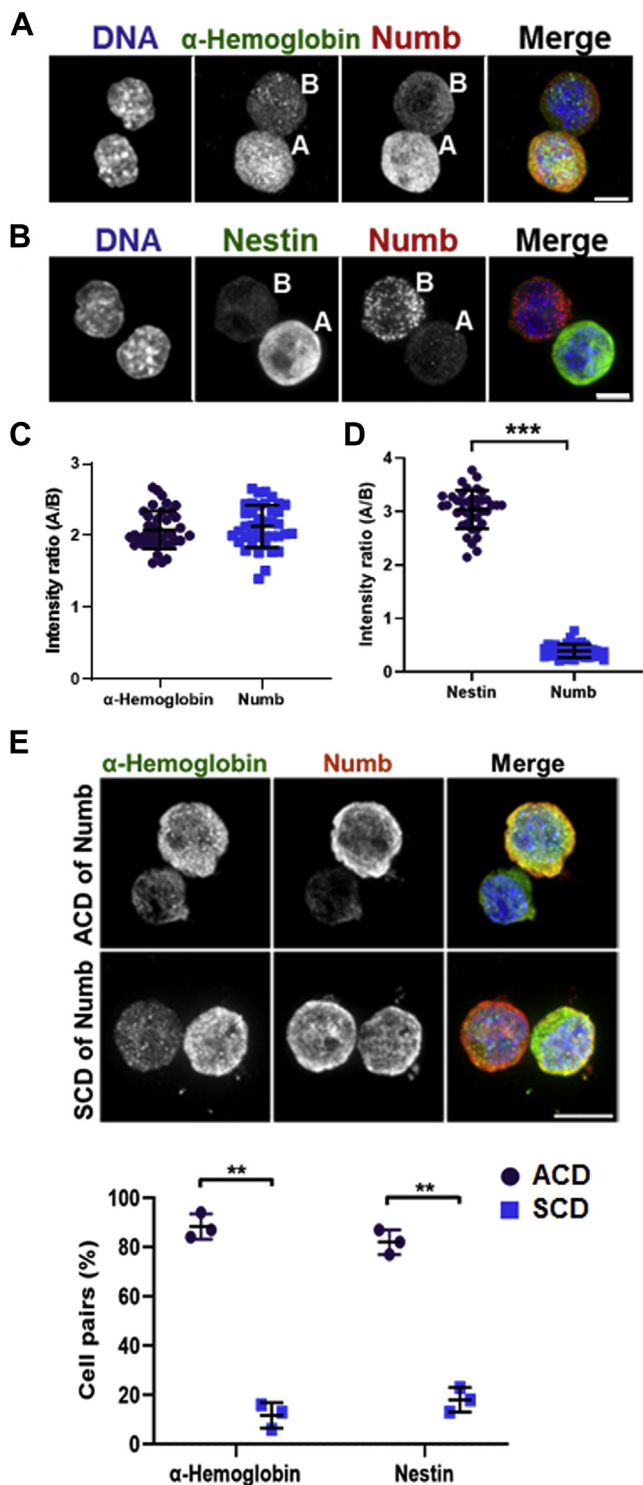 A
DNA α-Hemoglobin Numb Merge
B B
A A
B
DNA Nestin Numb Merge
B B
A A
C
Intensity ratio (A/B)
3
2
1
0
α-Hemoglobin Numb
D
***
Intensity ratio (A/B)
4
3
2
1
0
Nestin Numb
E
α-Hemoglobin Numb Merge
ACD of Numb
SCD of Numb
ACD
SCD
** **
Cell pairs (%)
100
80
60
40
20
0
α-Hemoglobin Nestin